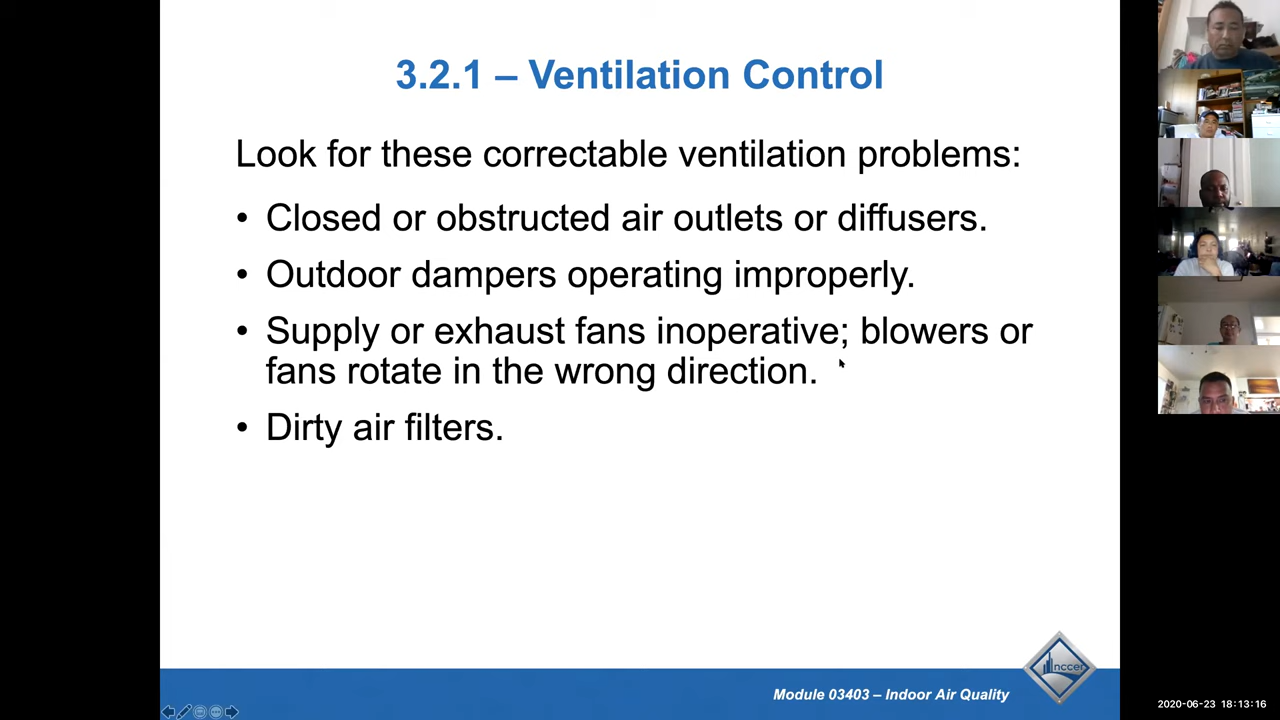 3.2.1 – Ventilation Control
Look for these correctable ventilation problems:
• Closed or obstructed air outlets or diffusers.
• Outdoor dampers operating improperly.
• Supply or exhaust fans inoperative; blowers or
fans rotate in the wrong direction.
• Dirty air filters.
nccer
Module 03403 – Indoor Air Quality
2020-06-23 18:13:16